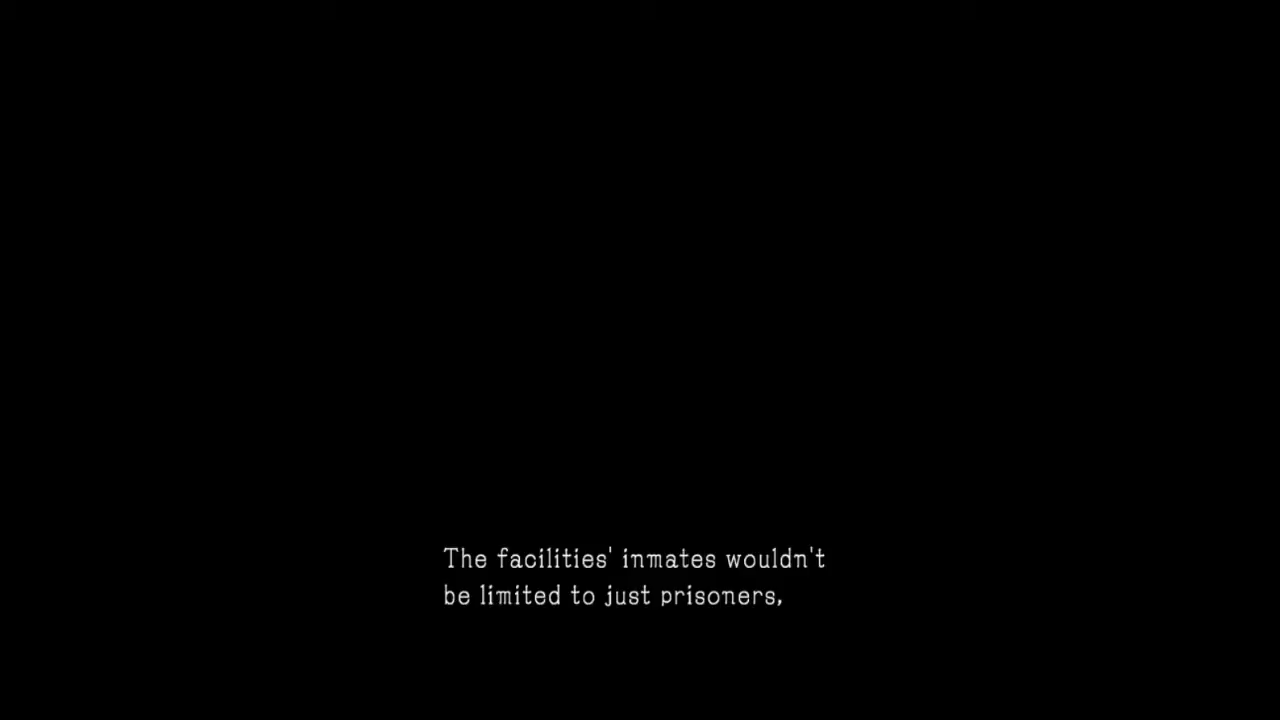 The facilities' inmates wouldn't
be limited to just prisoners,